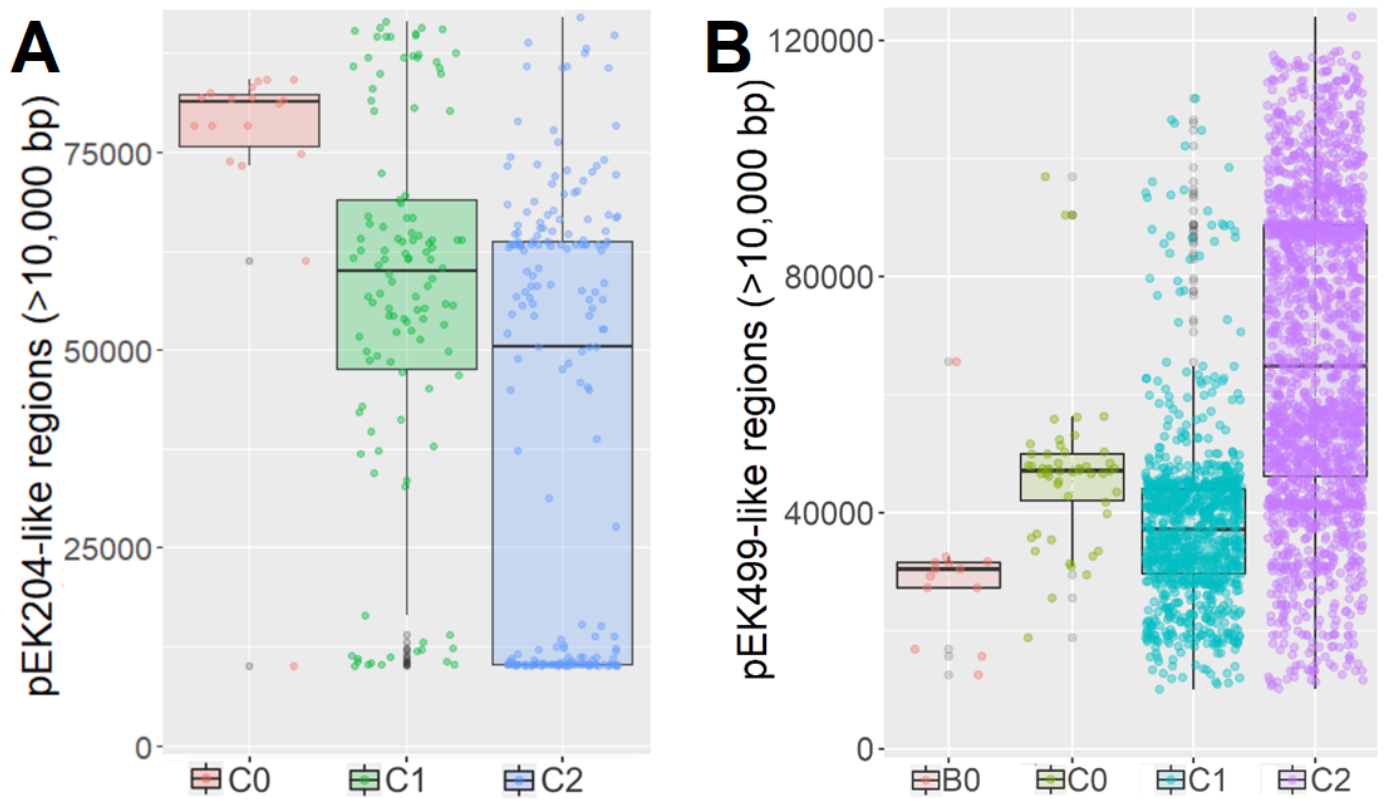 A
pEK204-like regions (>10,000 bp)
75000
50000
25000
0
C0 C1 C2
B
pEK499-like regions (>10,000 bp)
120000
80000
40000
0
B0 C0 C1 C2